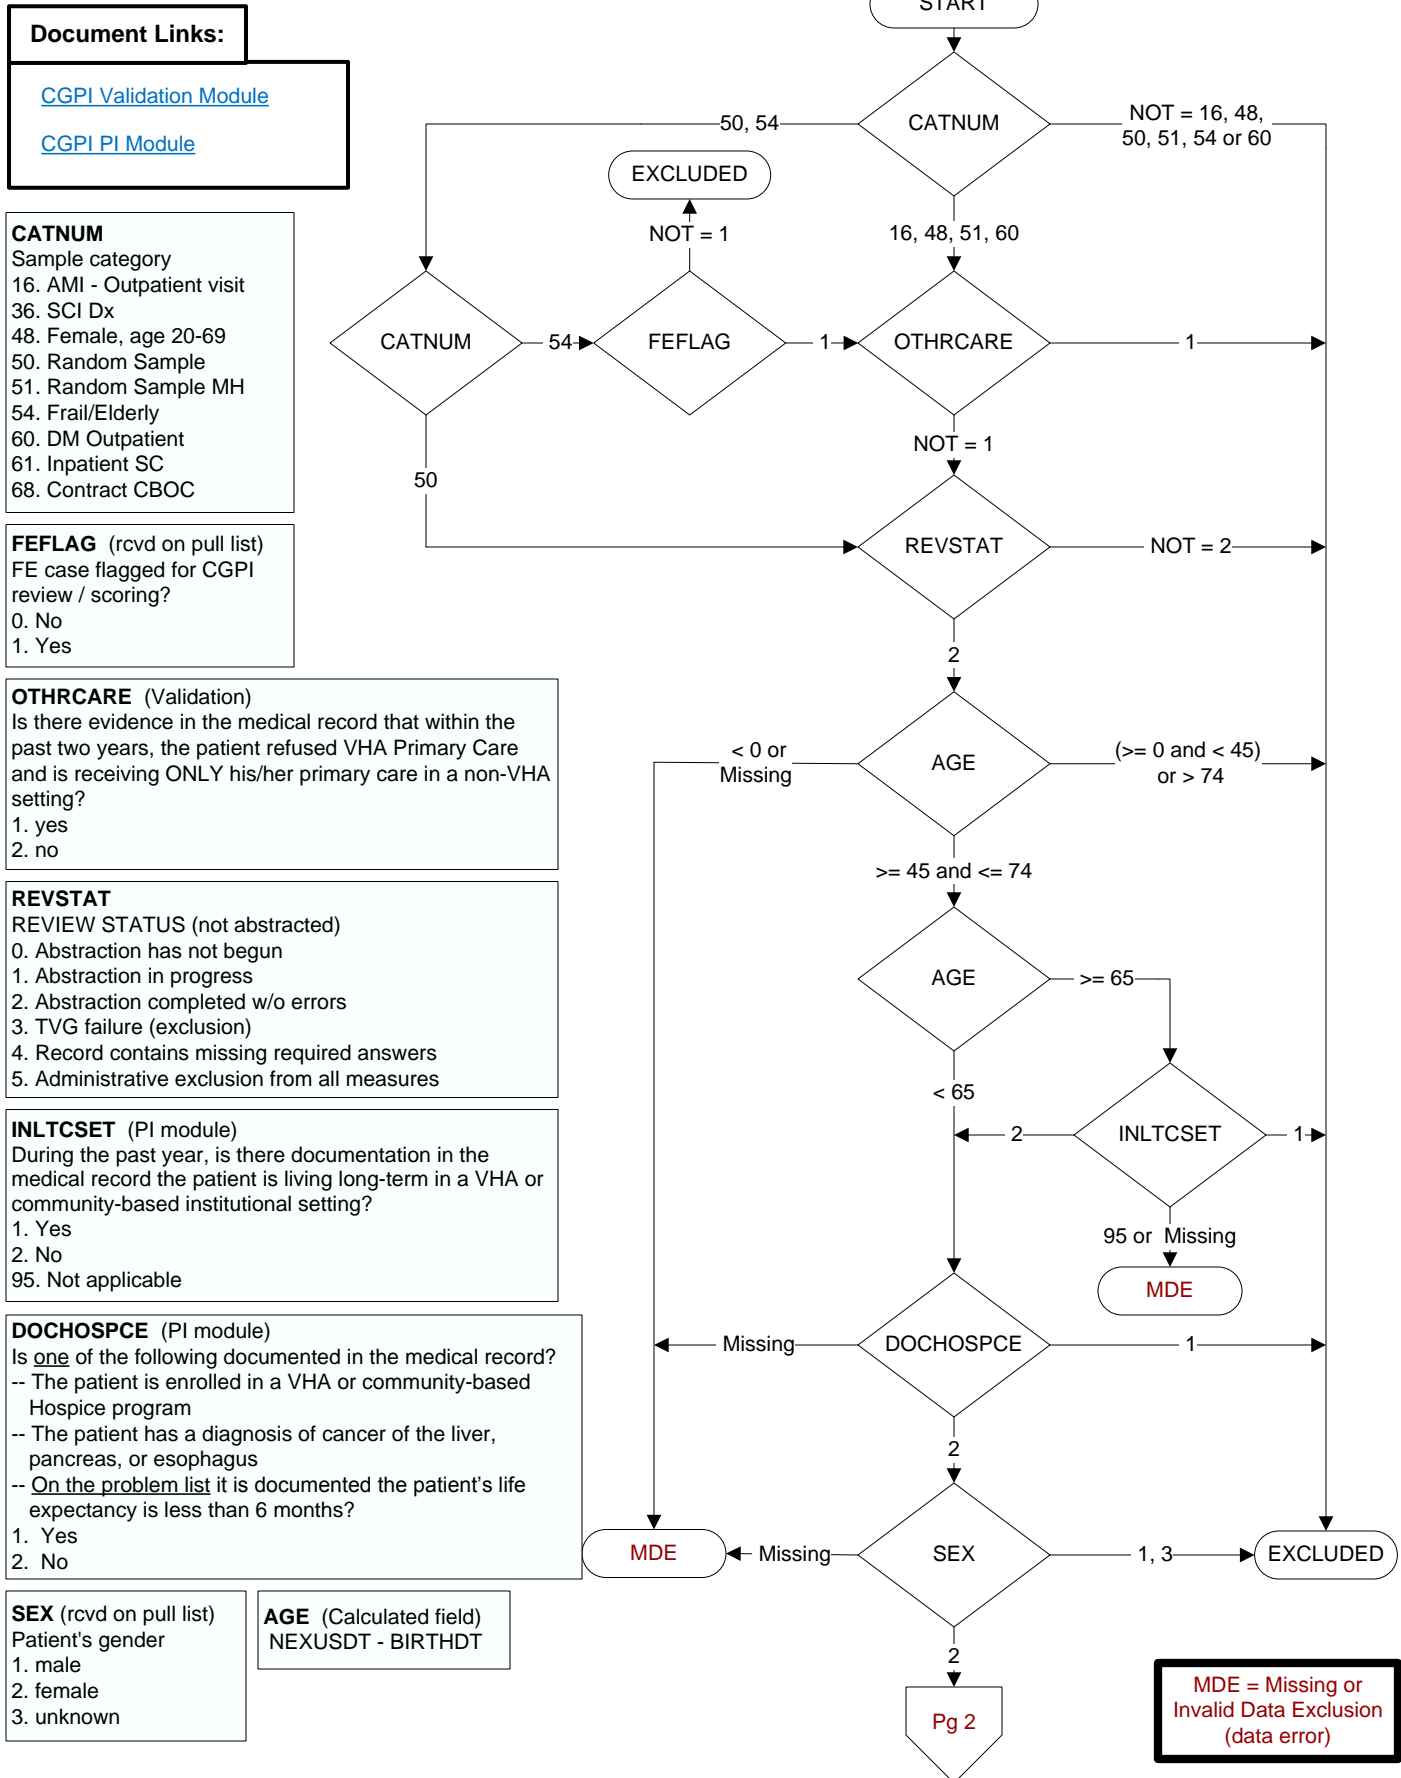 START
Document Links:
CGPI Validation Module
CGPI PI Module
CATNUM
50, 54
NOT = 16, 48,
50, 51, 54 or 60
EXCLUDED
NOT = 1
16, 48, 51, 60
CATNUM
Sample category
16. AMI - Outpatient visit
36. SCI Dx
48. Female, age 20-69
50. Random Sample
51. Random Sample MH
54. Frail/Elderly
60. DM Outpatient
61. Inpatient SC
68. Contract CBOC
CATNUM
54
FEFLAG
1
OTHRCARE
1
NOT = 1
50
REVSTAT
NOT = 2
2
FEFLAG (rcvd on pull list)
FE case flagged for CGPI
review / scoring?
0. No
1. Yes
OTHRCARE (Validation)
Is there evidence in the medical record that within the
past two years, the patient refused VHA Primary Care
and is receiving ONLY his/her primary care in a non-VHA
setting?
1. yes
2. no
< 0 or
Missing
AGE
(>= 0 and < 45)
or > 74
>= 45 and <= 74
REVSTAT
REVIEW STATUS (not abstracted)
0. Abstraction has not begun
1. Abstraction in progress
2. Abstraction completed w/o errors
3. TVG failure (exclusion)
4. Record contains missing required answers
5. Administrative exclusion from all measures
AGE
>= 65
< 65
INLTCSET (PI module)
During the past year, is there documentation in the
medical record the patient is living long-term in a VHA or
community-based institutional setting?
1. Yes
2. No
95. Not applicable
2
INLTCSET
1
95 or Missing
MDE
DOCHOSPCE (PI module)
Is one of the following documented in the medical record?
-- The patient is enrolled in a VHA or community-based
Hospice program
-- The patient has a diagnosis of cancer of the liver,
pancreas, or esophagus
-- On the problem list it is documented the patient's life
expectancy is less than 6 months?
1. Yes
2. No
Missing
DOCHOSPCE
1
2
MDE
Missing
SEX
1, 3
EXCLUDED
2
SEX (rcvd on pull list)
Patient's gender
1. male
2. female
3. unknown
AGE (Calculated field)
NEXUSDT - BIRTHDT
Pg 2
MDE = Missing or
Invalid Data Exclusion
(data error)